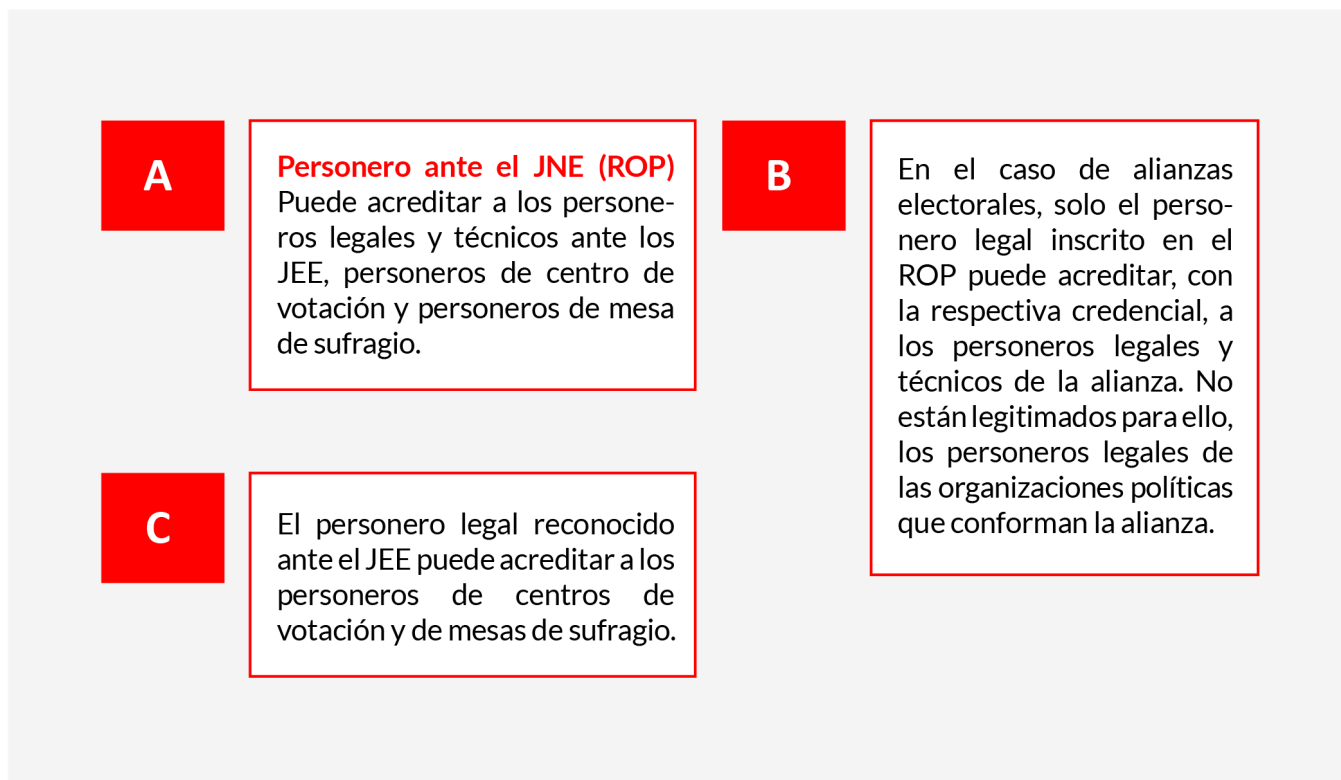 A
Personero ante el JNE (ROP)
Puede acreditar a los persone-
ros legales y técnicos ante los
JEE, personeros de centro de
votación y personeros de mesa
de sufragio.
B
En el caso de alianzas
electorales, solo el perso-
nero legal inscrito en el
ROP puede acreditar, con
la respectiva credencial, a
los personeros legales y
técnicos de la alianza. No
están legitimados para ello,
los personeros legales de
las organizaciones políticas
que conforman la alianza.
C
El personero legal reconocido
ante el JEE puede acreditar a los
personeros de centros de
votación y de mesas de sufragio.